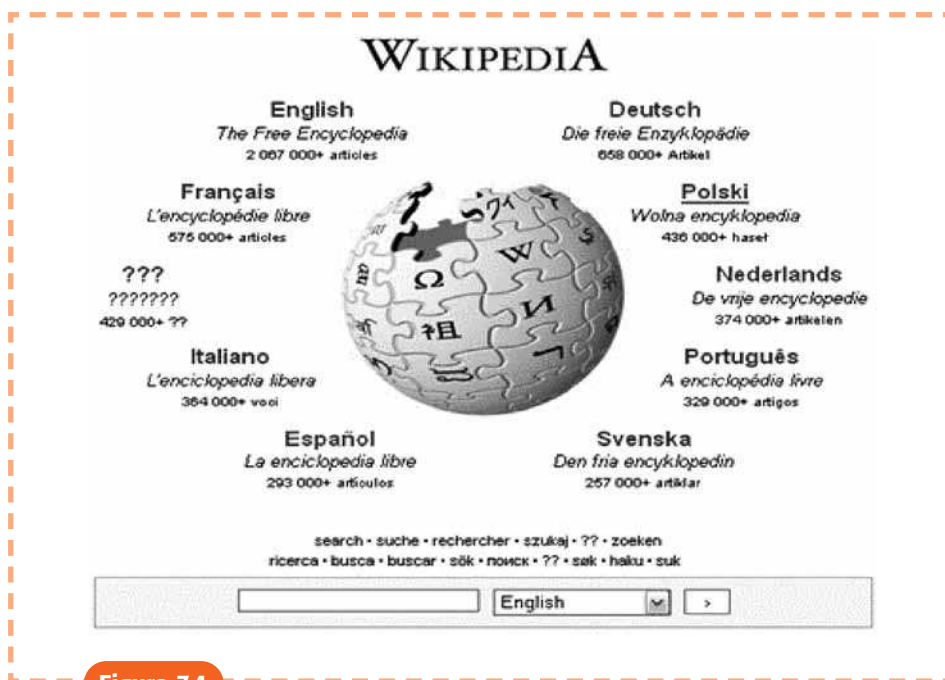 WIKIPEDIA
English
The Free Encyclopedia
2 067 000+ articles
Deutsch
Die freie Enzyklopädie
658 000+ Artikel
Français
L'encyclopédie libre
575 000+ articles
Polski
Wolna encyklopedia
436 000+ haseł
???
???????
429 000+ ??
Nederlands
De vrije encyclopedie
374 000+ artikelen
Italiano
L'enciclopedia libera
364 000+ voci
Português
A enciclopédia livre
329 000+ artigos
Español
La enciclopedia libre
293 000+ artículos
Svenska
Den fria encyklopedin
257 000+ artiklar
Ω W И 祖
search • suche • rechercher • szukaj • ?? • zoeken
ricerca • busca • buscar • sök • поиск • ?? • søk • haku • suk
English
>
Figure 74